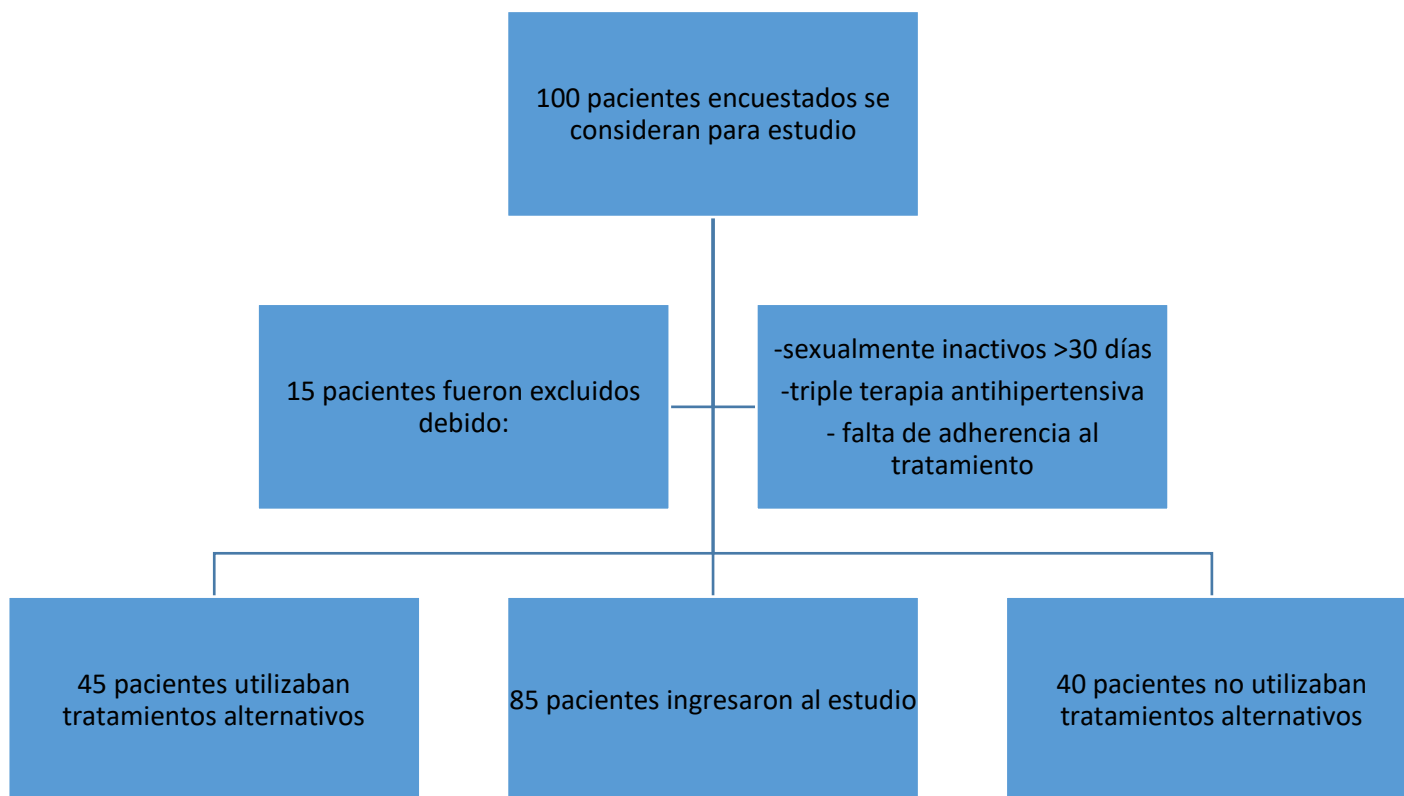 100 pacientes encuestados se
consideran para estudio
15 pacientes fueron excluidos
debido:
-sexualmente inactivos >30 días
-triple terapia antihipertensiva
- falta de adherencia al
tratamiento
45 pacientes utilizaban
tratamientos alternativos
85 pacientes ingresaron al estudio
40 pacientes no utilizaban
tratamientos alternativos